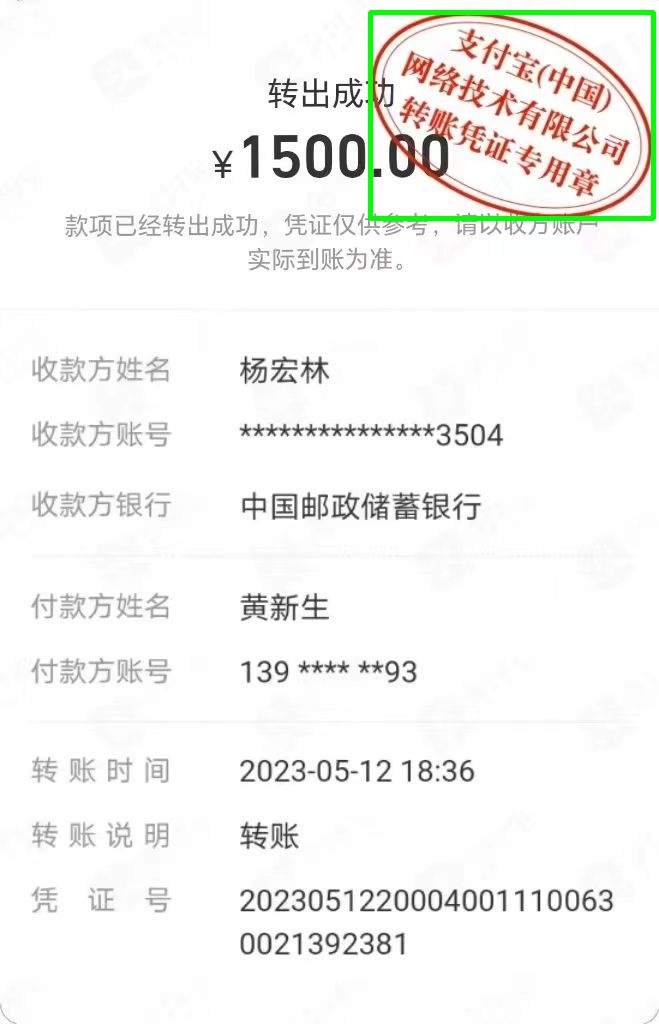 支付宝(中国)
网络技术有限公司
转账凭证专用章
转出成功
¥1500.00
款项已经转出成功，凭证仅供参考，请以收方账户
实际到账为准。
收款方姓名 杨宏林
收款方账号 ***************3504
收款方银行 中国邮政储蓄银行
付款方姓名 黄新生
付款方账号 139 **** **93
转账时间 2023-05-12 18:36
转账说明 转账
凭证号 2023051220004001110063
0021392381